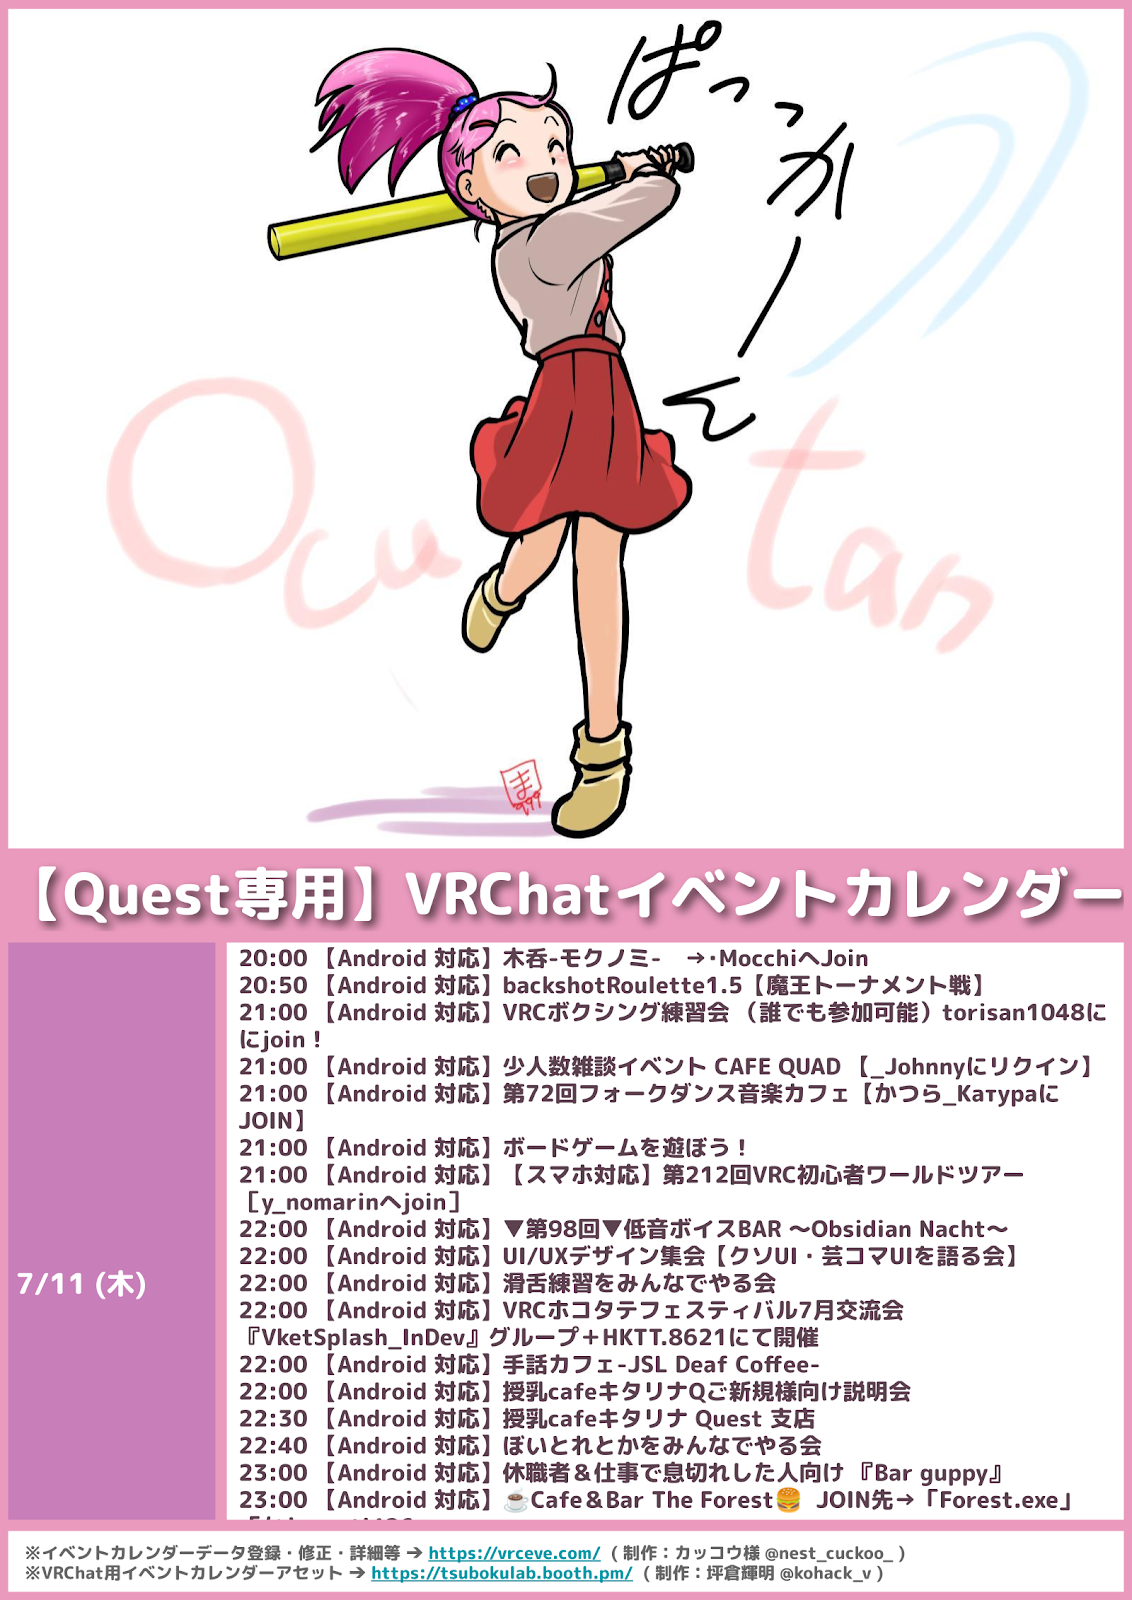 ぱっっかーん
Ocu tan
ま
999
【Quest専用】VRChatイベントカレンダー
7/11 (木)
20:00 【Android 対応】木呑-モクノミ-　→･MocchiへJoin
20:50 【Android 対応】backshotRoulette1.5【魔王トーナメント戦】
21:00 【Android 対応】VRCボクシング練習会 （誰でも参加可能）torisan1048に
にjoin！
21:00 【Android 対応】少人数雑談イベント CAFE QUAD 【_Johnnyにリクイン】
21:00 【Android 対応】第72回フォークダンス音楽カフェ【かつら_Катураに
JOIN】
21:00 【Android 対応】ボードゲームを遊ぼう！
21:00 【Android 対応】【スマホ対応】第212回VRC初心者ワールドツアー
［y_nomarinへjoin］
22:00 【Android 対応】▼第98回▼低音ボイスBAR ～Obsidian Nacht～
22:00 【Android 対応】UI/UXデザイン集会【クソUI・芸コマUIを語る会】
22:00 【Android 対応】滑舌練習をみんなでやる会
22:00 【Android 対応】VRCホコタテフェスティバル7月交流会
『VketSplash_InDev』グループ＋HKTT.8621にて開催
22:00 【Android 対応】手話カフェ-JSL Deaf Coffee-
22:00 【Android 対応】授乳cafeキタリナQご新規様向け説明会
22:30 【Android 対応】授乳cafeキタリナ Quest 支店
22:40 【Android 対応】ぼいとれとかをみんなでやる会
23:00 【Android 対応】休職者＆仕事で息切れした人向け 『Bar guppy』
23:00 【Android 対応】☕Cafe＆Bar The Forest🍔 JOIN先→「Forest.exe」
※イベントカレンダーデータ登録・修正・詳細等 ➔ https://vrceve.com/ （ 制作：カッコウ様 @nest_cuckoo_ ）
※VRChat用イベントカレンダーアセット ➔ https://tsubokulab.booth.pm/ （ 制作：坪倉輝明 @kohack_v ）